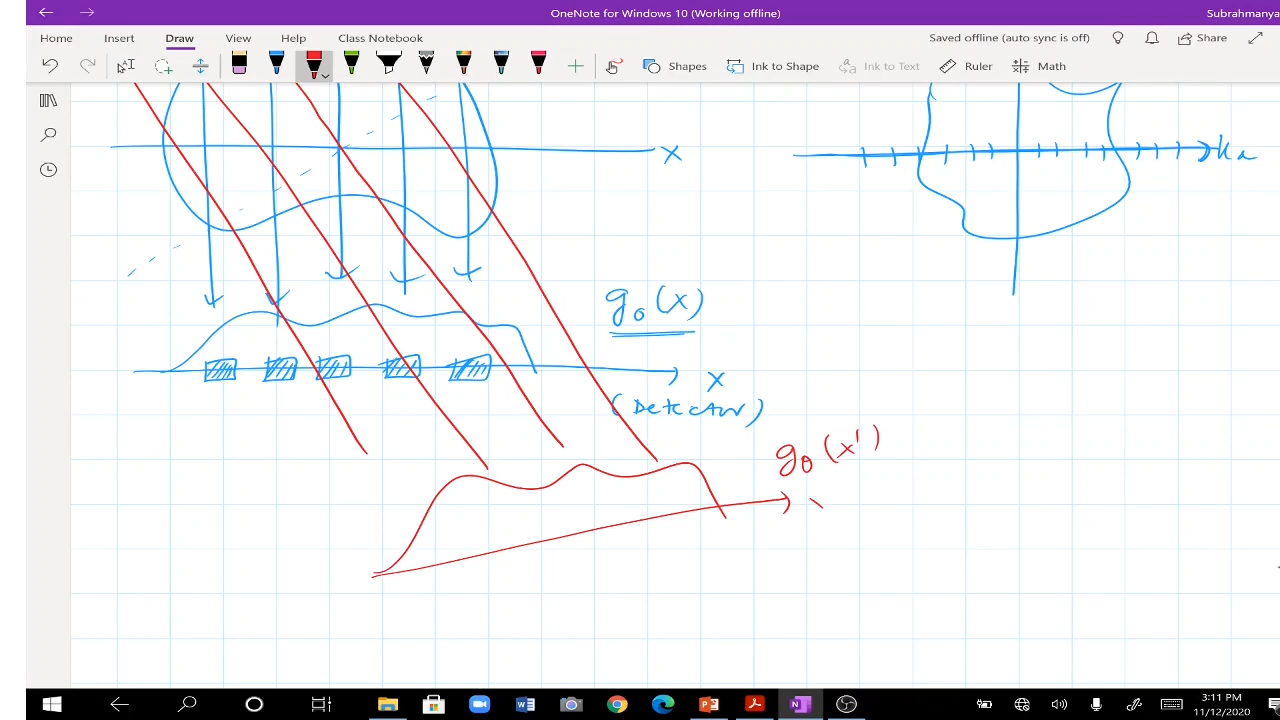 OneNote for Windows 10 (Working offline)
Subrahmanya
Home Insert Draw View Help Class Notebook
Saved offline (auto sync is off) Share
Shapes Ink to Shape Ink to Text Ruler Math
x
g₀(x)
x
(Detector)
gθ(x')
3:11 PM
11/12/2020